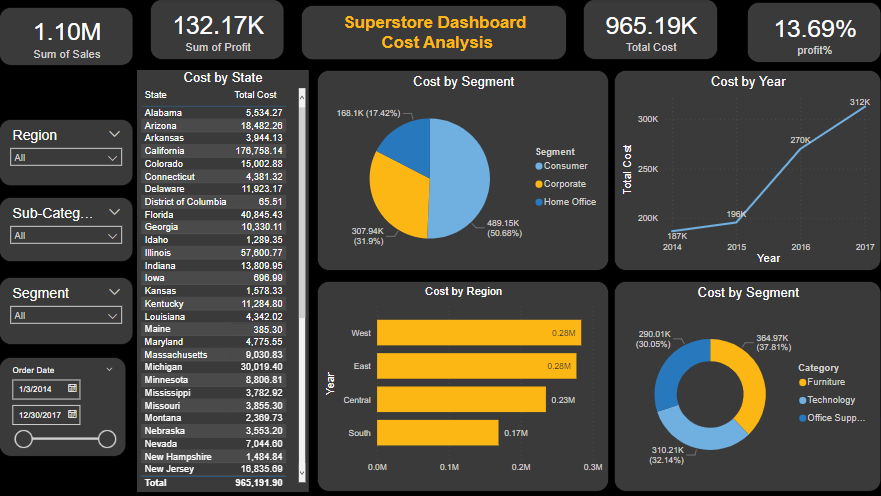 1.10M
Sum of Sales
132.17K
Sum of Profit
Superstore Dashboard
Cost Analysis
965.19K
Total Cost
13.69%
profit%
Region
All
Sub-Categ...
All
Segment
All
Order Date
1/3/2014
12/30/2017
Cost by State
State Total Cost
Alabama 5,534.27
Arizona 18,482.26
Arkansas 3,944.13
California 176,758.14
Colorado 15,002.88
Connecticut 4,381.32
Delaware 11,923.17
District of Columbia 65.51
Florida 40,845.43
Georgia 10,330.11
Idaho 1,289.35
Illinois 57,600.77
Indiana 13,809.95
Iowa 696.99
Kansas 1,578.33
Kentucky 11,284.80
Louisiana 4,342.02
Maine 385.30
Maryland 4,775.55
Massachusetts 9,030.83
Michigan 30,019.40
Minnesota 8,806.81
Mississippi 3,782.92
Missouri 3,855.30
Montana 2,369.73
Nebraska 3,553.20
Nevada 7,044.60
New Hampshire 1,484.84
New Jersey 16,835.69
Total 965,191.90
Cost by Segment
168.1K (17.42%)
307.94K
(31.9%)
489.15K
(50.68%)
Segment
Consumer
Corporate
Home Office
Cost by Year
Total Cost
300K
250K
200K
187K
196K
270K
312K
2014 2015 2016 2017
Year
Cost by Region
Year
West 0.28M
East 0.28M
Central 0.23M
South 0.17M
0.0M 0.1M 0.2M 0.3M
Cost by Segment
290.01K
(30.05%)
364.97K
(37.81%)
310.21K
(32.14%)
Category
Furniture
Technology
Office Supp...